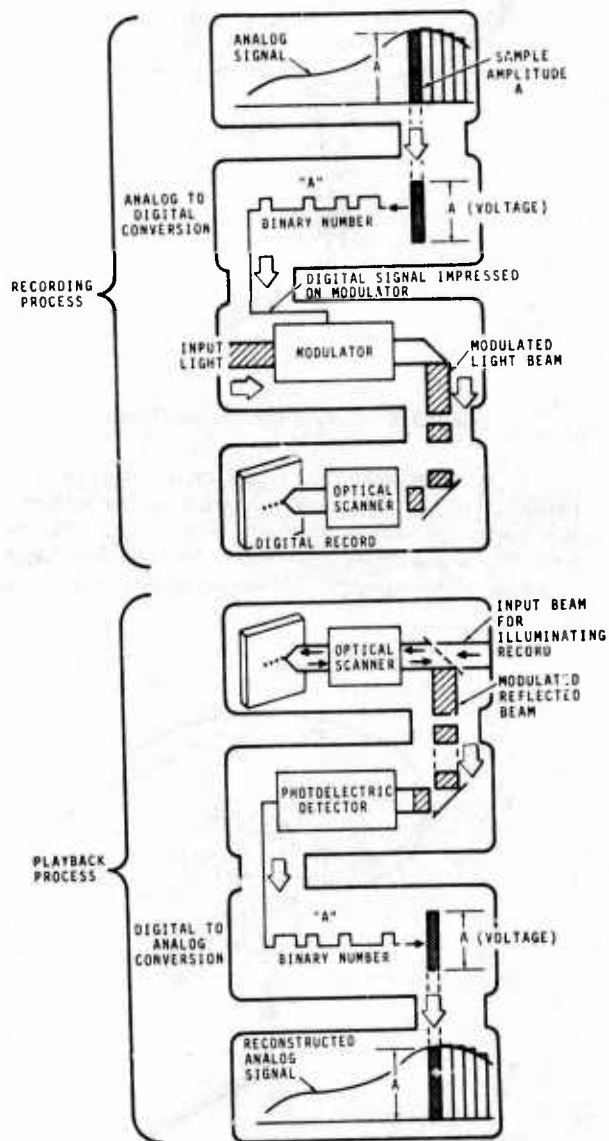 ANALOG
SIGNAL
A
SAMPLE
AMPLITUDE
A
ANALOG TO
DIGITAL
CONVERSION
"A"
BINARY NUMBER
A (VOLTAGE)
RECORDING
PROCESS
DIGITAL SIGNAL IMPRESSED
ON MODULATOR
INPUT
LIGHT
MODULATOR
MODULATED
LIGHT BEAM
OPTICAL
SCANNER
DIGITAL RECORD
INPUT BEAM
FOR
ILLUMINATING
RECORD
OPTICAL
SCANNER
MODULATED
REFLECTED
BEAM
PHOTOELECTRIC
DETECTOR
PLAYBACK
PROCESS
DIGITAL TO
ANALOG
CONVERSION
"A"
BINARY NUMBER
A (VOLTAGE)
RECONSTRUCTED
ANALOG
SIGNAL
A